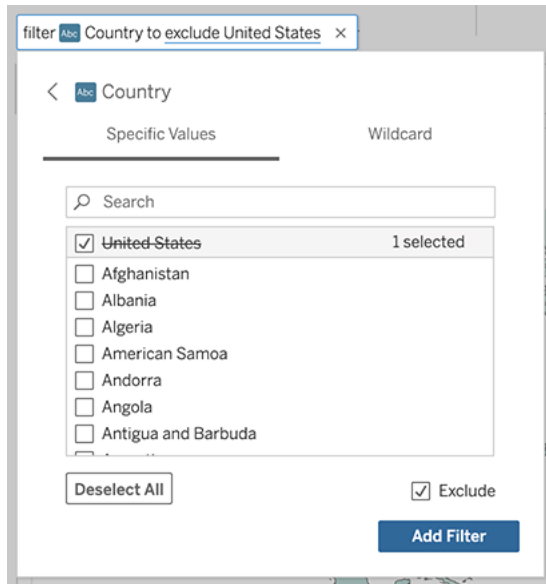 filter Abc Country to exclude United States ×
Abc Country
Specific Values Wildcard
Search
United States 1 selected
Afghanistan
Albania
Algeria
American Samoa
Andorra
Angola
Antigua and Barbuda
Deselect All Exclude
Add Filter